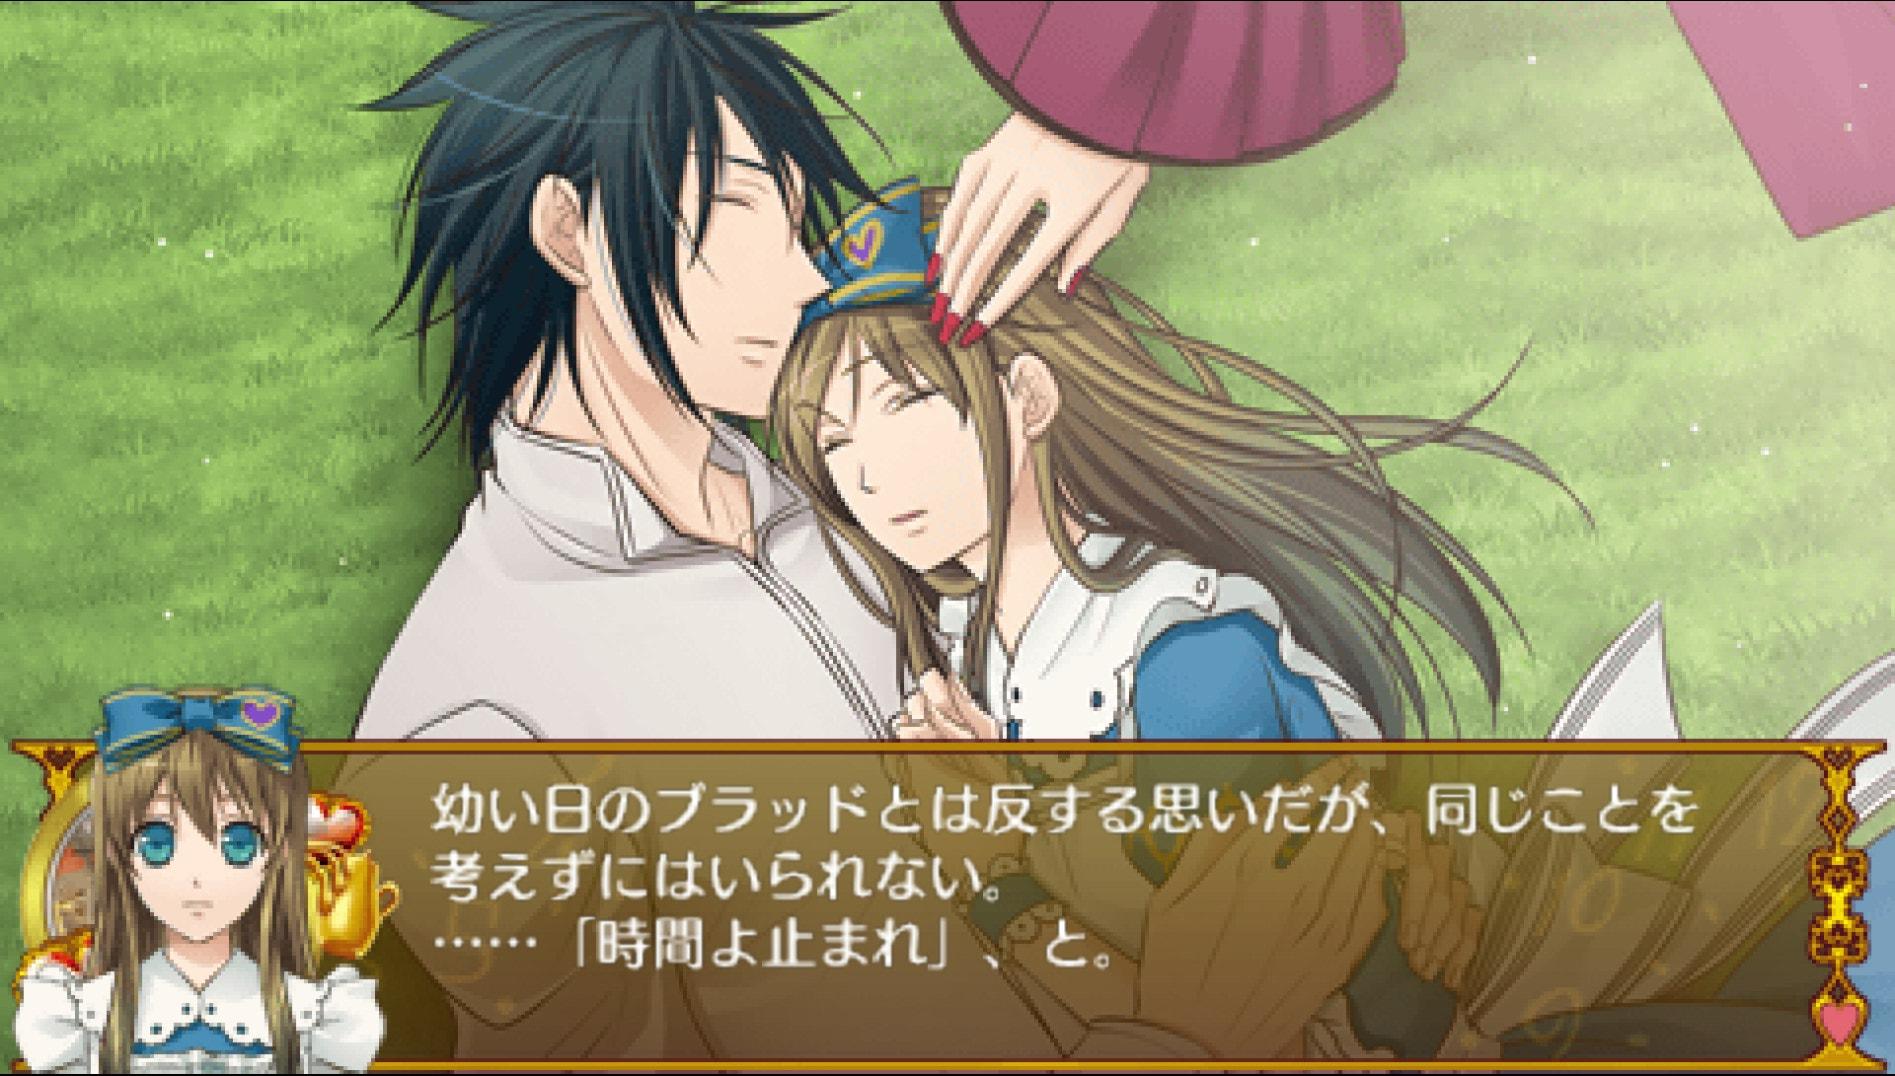 幼い日のブラッドとは反する思いだが、同じことを
考えずにはいられない。
……「時間よ止まれ」、と。